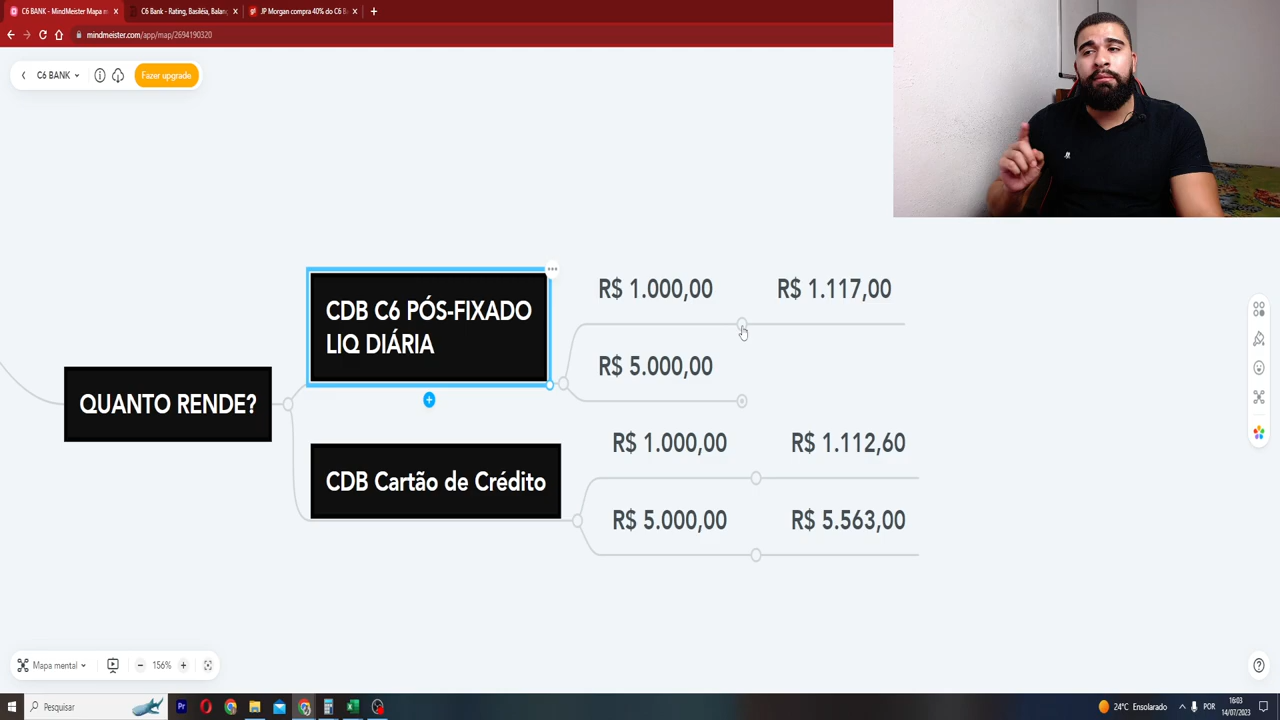 C6 BANK - MindMeister Mapa m
C6 Bank - Rating, Basiléia, Balan
JP Morgan compra 40% do C6 B
mindmeister.com/app/map/2694190320
C6 BANK
Fazer upgrade
QUANTO RENDE?
CDB C6 PÓS-FIXADO
LIQ DIÁRIA
R$ 1.000,00
R$ 1.117,00
R$ 5.000,00
CDB Cartão de Crédito
R$ 1.000,00
R$ 1.112,60
R$ 5.000,00
R$ 5.563,00
Mapa mental
156%
Pesquisar
24°C Ensolarado
POR
16:03
14/07/2023